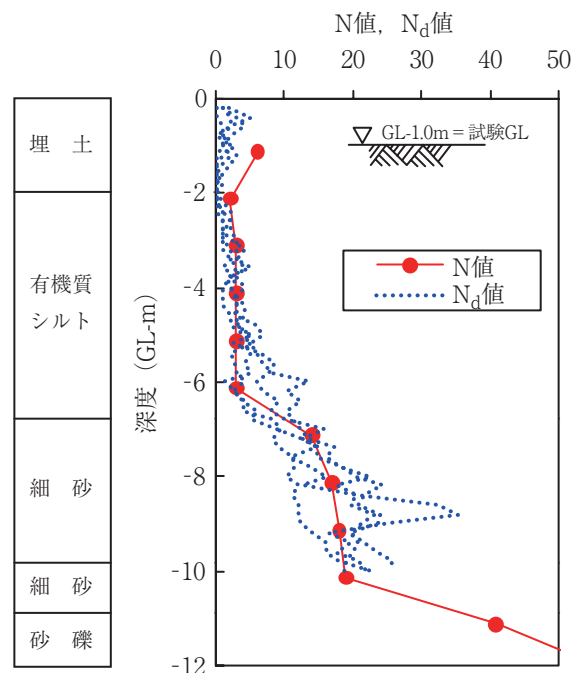 N値，Nd値
0 10 20 30 40 50
0
-2
-4
-6
-8
-10
-12
深度（GL-m）
埋 土
有機質
シルト
細 砂
細 砂
砂 礫
GL-1.0m＝試験GL
N値
Nd値